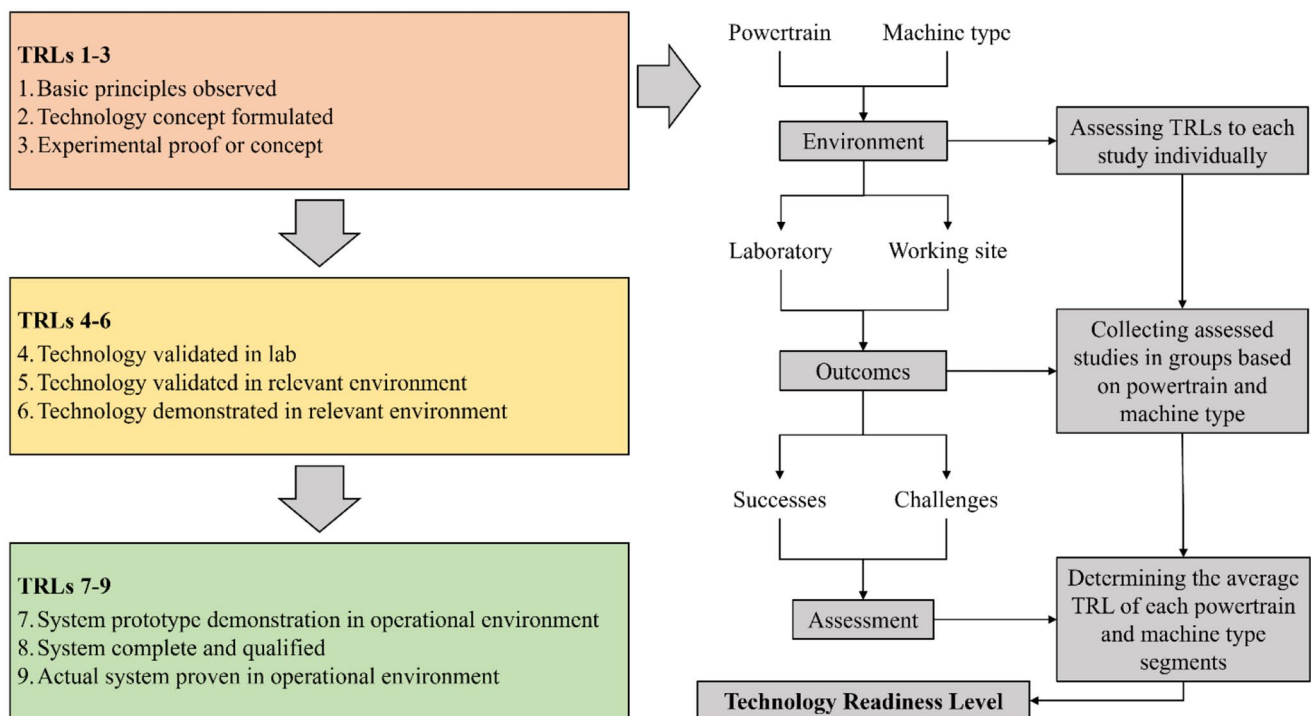 TRLs 1-3
1. Basic principles observed
2. Technology concept formulated
3. Experimental proof or concept
TRLs 4-6
4. Technology validated in lab
5. Technology validated in relevant environment
6. Technology demonstrated in relevant environment
TRLs 7-9
7. System prototype demonstration in operational environment
8. System complete and qualified
9. Actual system proven in operational environment
Powertrain
Machine type
Environment
Assessing TRLs to each
study individually
Laboratory
Working site
Outcomes
Collecting assessed
studies in groups based
on powertrain and
machine type
Successes
Challenges
Assessment
Determining the average
TRL of each powertrain
and machine type
segments
Technology Readiness Level